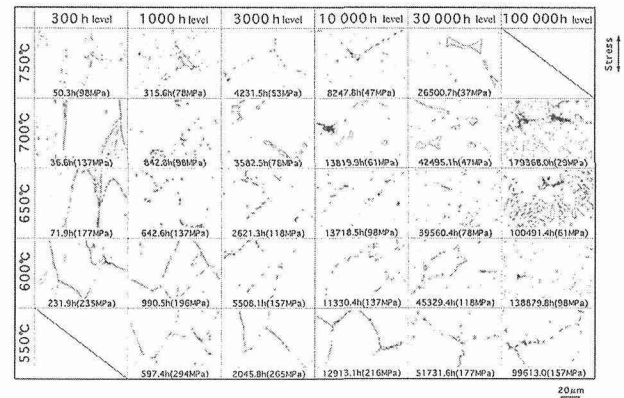 300 h level 1000 h level 3000 h level 10 000 h level 30 000 h level 100 000h level
750℃
50.3h(98MPa) 315.6h(78MPa) 4231.5h(53MPa) 8247.8h(47MPa) 26500.7h(37MPa)
Stress
700℃
36.6h(137MPa) 842.8h(98MPa) 3582.5h(78MPa) 13819.9h(61MPa) 42495.1h(47MPa) 179368.0h(29MPa)
650℃
71.9h(177MPa) 642.6h(137MPa) 2621.3h(118MPa) 13718.5h(98MPa) 39560.4h(78MPa) 100491.4h(61MPa)
600℃
231.9h(235MPa) 990.5h(196MPa) 5508.1h(157MPa) 11330.4h(137MPa) 45329.4h(118MPa) 138879.8h(98MPa)
550℃
597.4h(294MPa) 2045.8h(265MPa) 12913.1h(216MPa) 51731.6h(177MPa) 99613.0(157MPa)
20μm